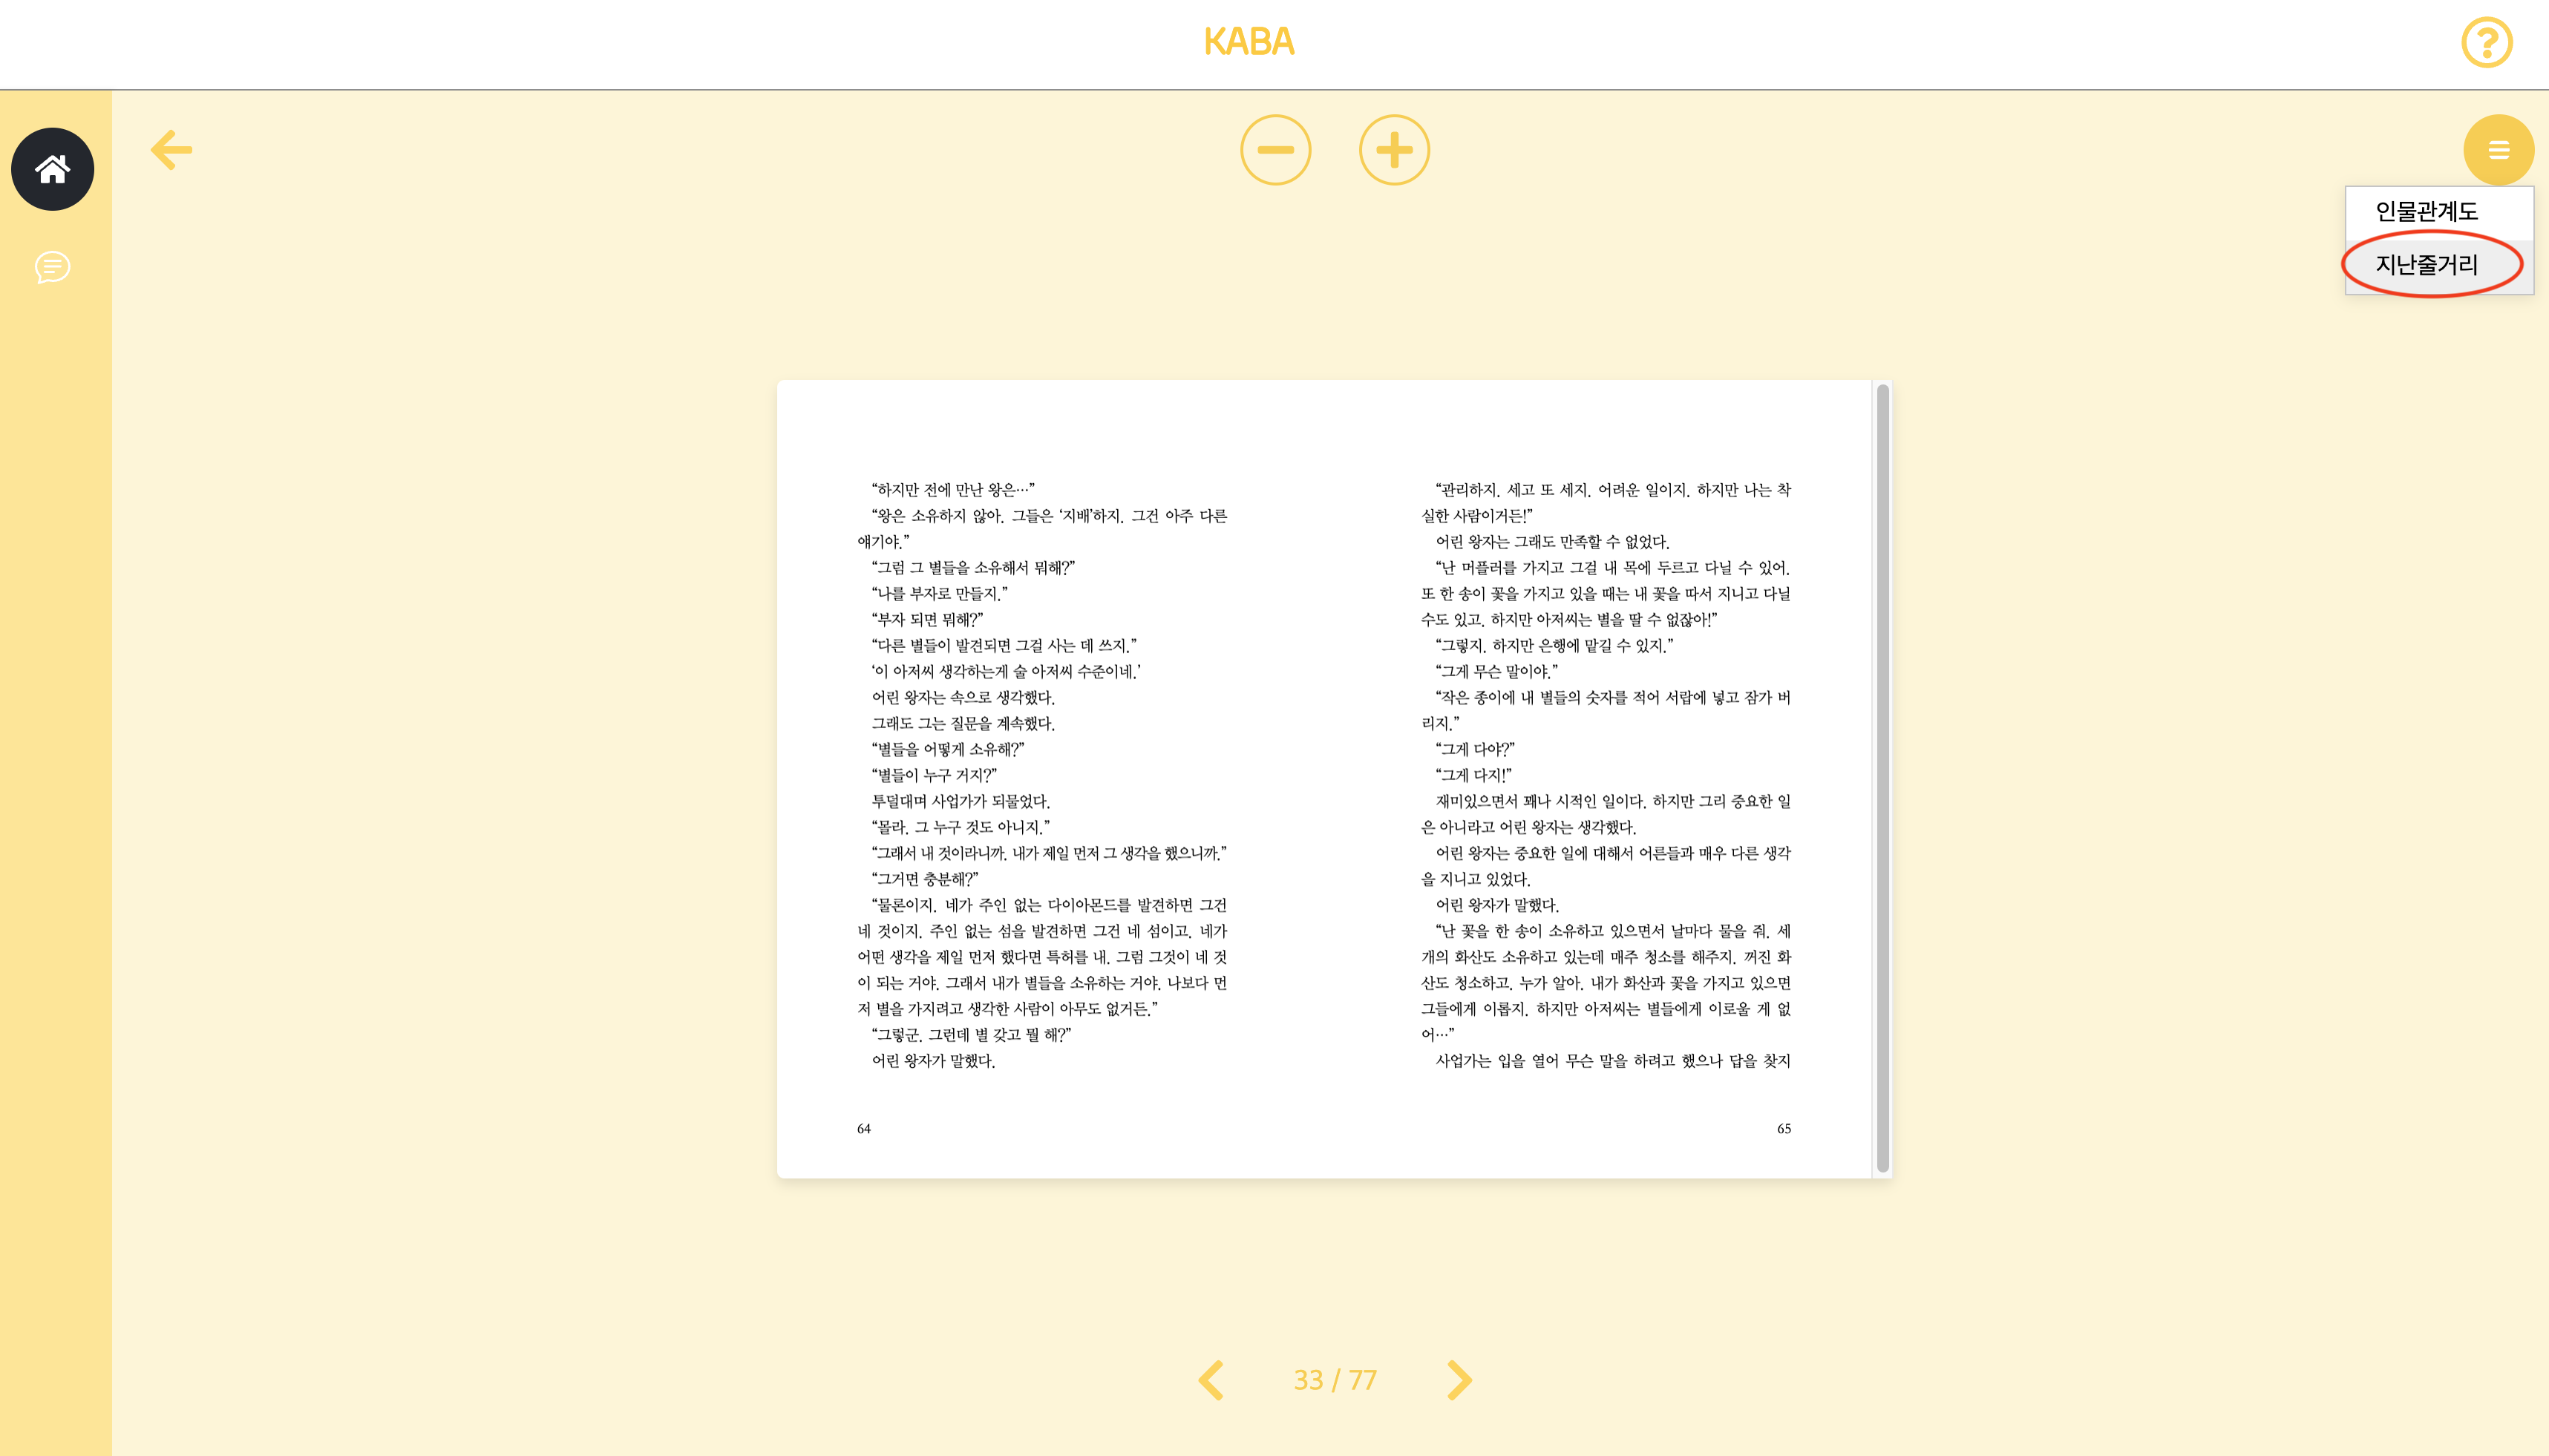 KABA
인물관계도
지난줄거리
“하지만 전에 만난 왕은…”
“왕은 소유하지 않아. 그들은 ‘지배’하지. 그건 아주 다른
얘기야.”
“그럼 그 별들을 소유해서 뭐해?”
“나를 부자로 만들지.”
“부자 되면 뭐해?”
“다른 별들이 발견되면 그걸 사는 데 쓰지.”
‘이 아저씨 생각하는게 술 아저씨 수준이네.’
어린 왕자는 속으로 생각했다.
그래도 그는 질문을 계속했다.
“별들을 어떻게 소유해?”
“별들이 누구 거지?”
투덜대며 사업가가 되물었다.
“몰라. 그 누구 것도 아니지.”
“그래서 내 것이라니까. 내가 제일 먼저 그 생각을 했으니까.”
“그거면 충분해?”
“물론이지. 네가 주인 없는 다이아몬드를 발견하면 그건
네 것이지. 주인 없는 섬을 발견하면 그건 네 섬이고. 네가
어떤 생각을 제일 먼저 했다면 특허를 내. 그럼 그것이 네 것
이 되는 거야. 그래서 내가 별들을 소유하는 거야. 나보다 먼
저 별을 가지려고 생각한 사람이 아무도 없거든.”
“그렇군. 그런데 별 갖고 뭘 해?”
어린 왕자가 말했다.
64
“관리하지. 세고 또 세지. 어려운 일이지. 하지만 나는 착
실한 사람이거든!”
어린 왕자는 그래도 만족할 수 없었다.
“난 머플러를 가지고 그걸 내 목에 두르고 다닐 수 있어.
또 한 송이 꽃을 가지고 있을 때는 내 꽃을 따서 지니고 다닐
수도 있고. 하지만 아저씨는 별을 딸 수 없잖아!”
“그렇지. 하지만 은행에 맡길 수 있지.”
“그게 무슨 말이야.”
“작은 종이에 내 별들의 숫자를 적어 서랍에 넣고 잠가 버
리지.”
“그게 다야?”
“그게 다지!”
재미있으면서 꽤나 시적인 일이다. 하지만 그리 중요한 일
은 아니라고 어린 왕자는 생각했다.
어린 왕자는 중요한 일에 대해서 어른들과 매우 다른 생각
을 지니고 있었다.
어린 왕자가 말했다.
“난 꽃을 한 송이 소유하고 있으면서 날마다 물을 줘. 세
개의 화산도 소유하고 있는데 매주 청소를 해주지. 꺼진 화
산도 청소하고. 누가 알아. 내가 화산과 꽃을 가지고 있으면
그들에게 이롭지. 하지만 아저씨는 별들에게 이로울 게 없
어…”
사업가는 입을 열어 무슨 말을 하려고 했으나 답을 찾지
65
33 / 77